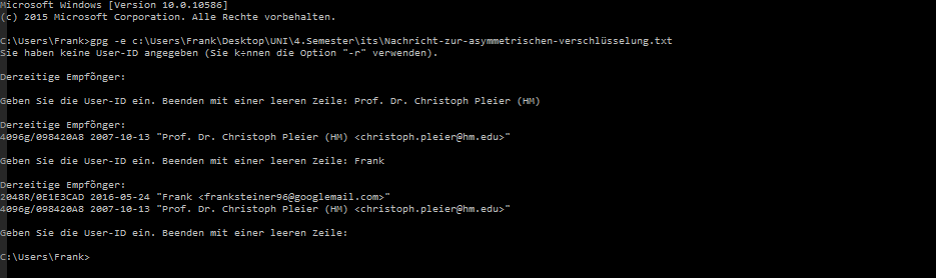 Microsoft Windows [Version 10.0.10586]
(c) 2015 Microsoft Corporation. Alle Rechte vorbehalten.
C:\Users\Frank>gpg -e c:\Users\Frank\Desktop\UNI\4.Semester\its\Nachricht-zur-asymmetrischen-verschlüsselung.txt
Sie haben keine User-ID angegeben (Sie k÷nnen die Option "-r" verwenden).
Derzeitige Empfõnger:
Geben Sie die User-ID ein. Beenden mit einer leeren Zeile: Prof. Dr. Christoph Pleier (HM)
Derzeitige Empfõnger:
4096g/098420A8 2007-10-13 "Prof. Dr. Christoph Pleier (HM) <christoph.pleier@hm.edu>"
Geben Sie die User-ID ein. Beenden mit einer leeren Zeile: Frank
Derzeitige Empfõnger:
2048R/0E1E3CAD 2016-05-24 "Frank <franksteiner96@googlemail.com>"
4096g/098420A8 2007-10-13 "Prof. Dr. Christoph Pleier (HM) <christoph.pleier@hm.edu>"
Geben Sie die User-ID ein. Beenden mit einer leeren Zeile:
C:\Users\Frank>